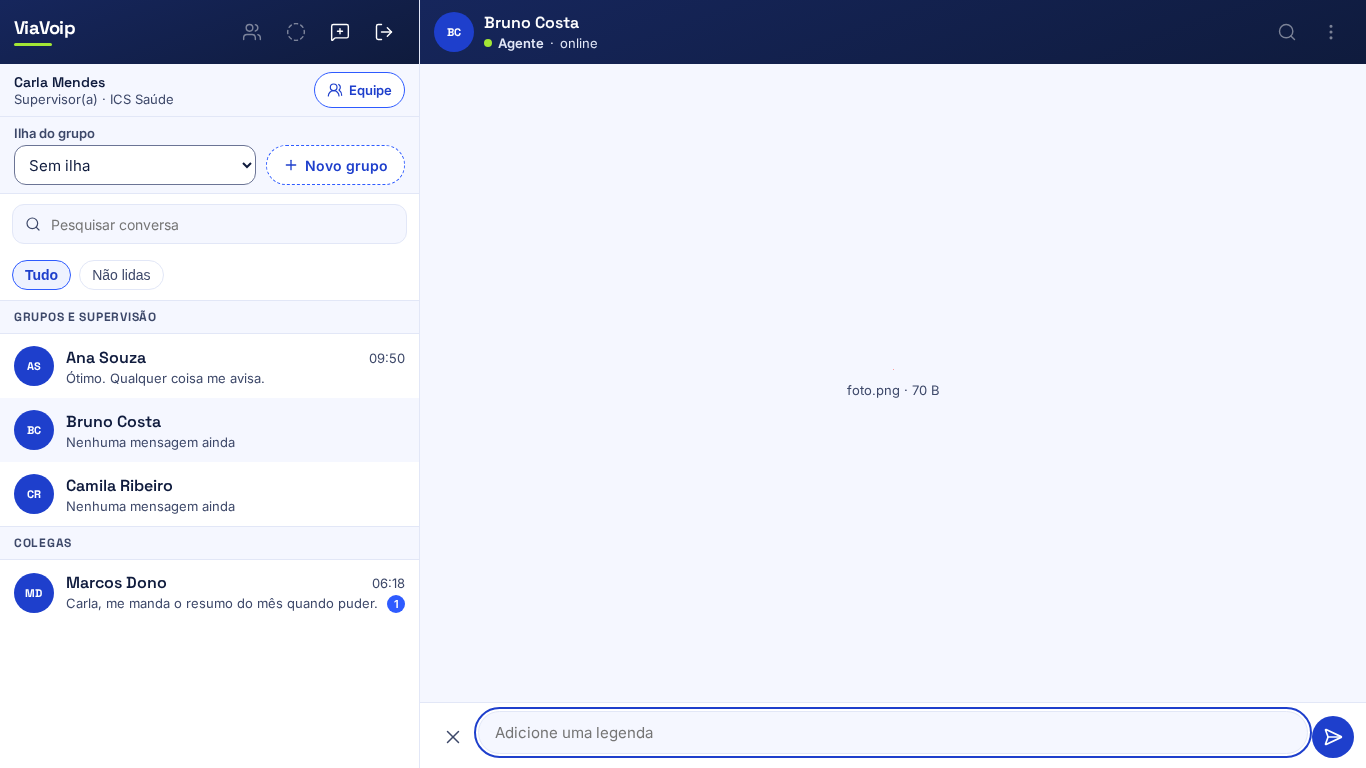 ViaVoip
Carla Mendes
Supervisor(a) · ICS Saúde
Equipe
Ilha do grupo
Sem ilha
Novo grupo
Pesquisar conversa
Tudo
Não lidas
GRUPOS E SUPERVISÃO
AS
Ana Souza
09:50
Ótimo. Qualquer coisa me avisa.
BC
Bruno Costa
Nenhuma mensagem ainda
CR
Camila Ribeiro
Nenhuma mensagem ainda
COLEGAS
MD
Marcos Dono
06:18
Carla, me manda o resumo do mês quando puder.
1
BC
Bruno Costa
Agente · online
foto.png · 70 B
Adicione uma legenda